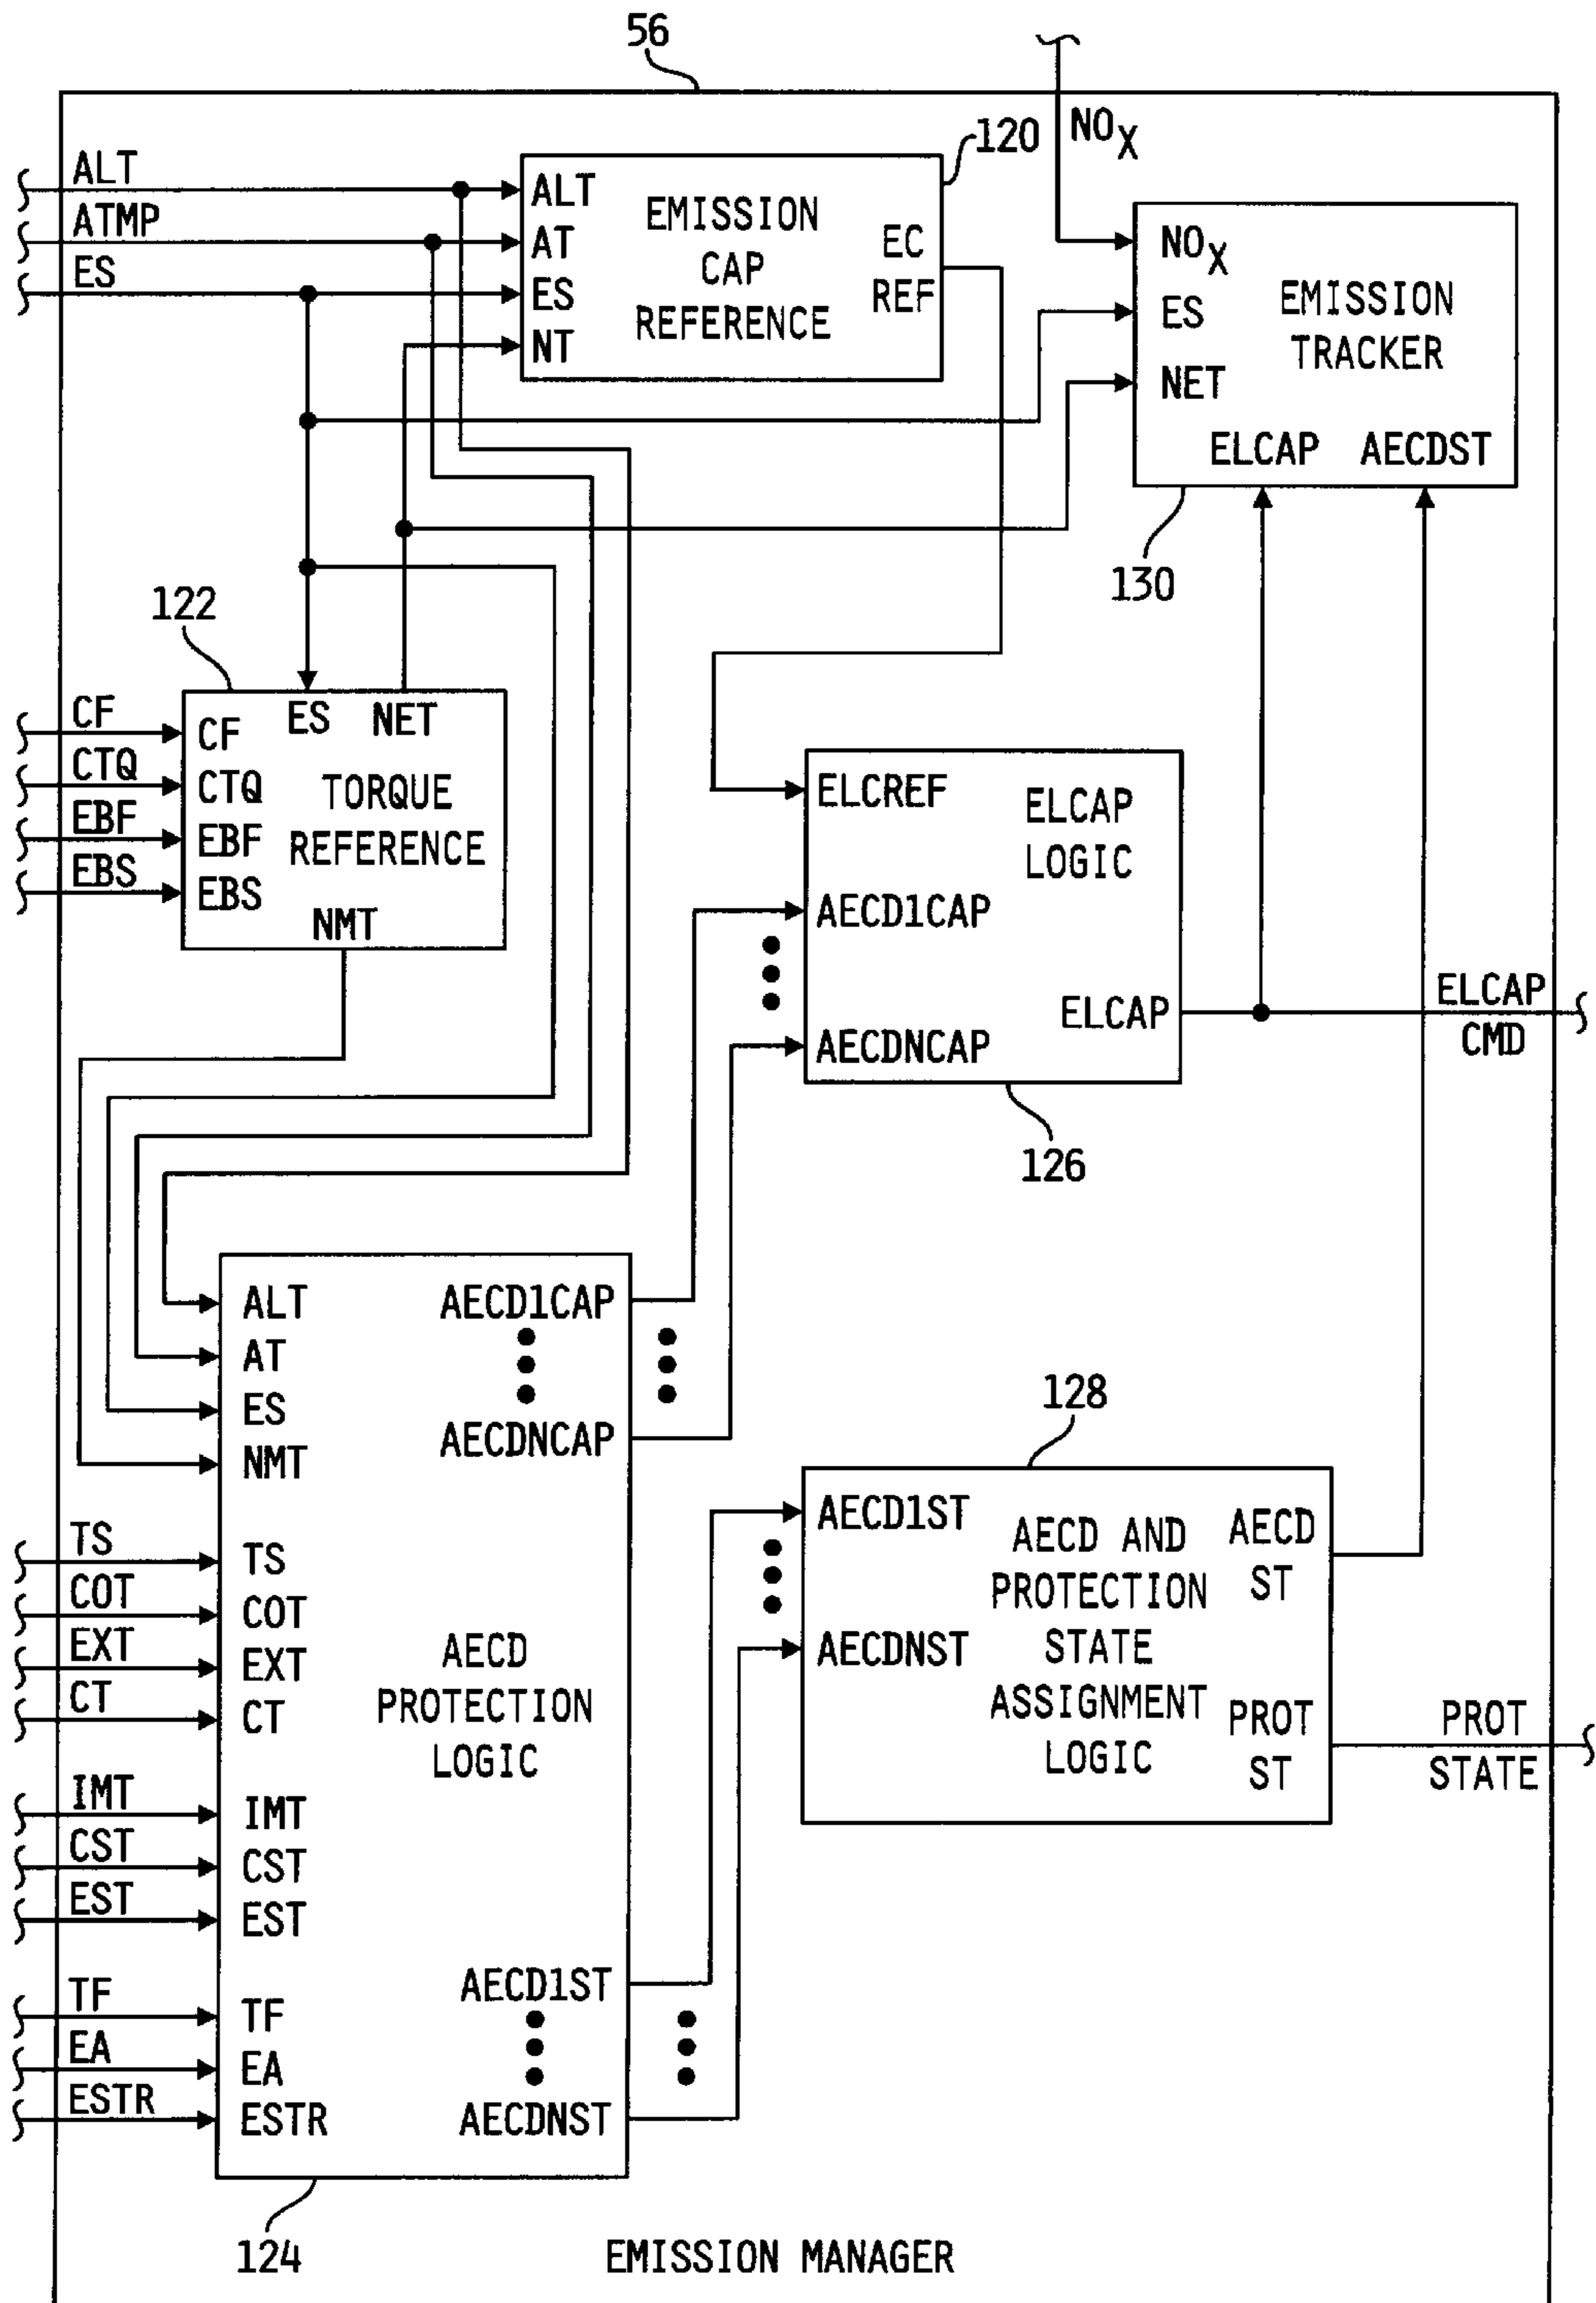 56
NOX
120
ALT
ATMP
ES
ALT
AT
ES
NT
EMISSION
CAP
REFERENCE
EC
REF
NOX
ES
NET
EMISSION
TRACKER
ELCAP AECDST
130
122
CF
CTQ
EBF
EBS
ES NET
CF
CTQ
EBF
EBS
TORQUE
REFERENCE
NMT
ELCREF
ELCAP
LOGIC
AECD1CAP
AECDNCAP
ELCAP
ELCAP
CMD
126
ALT
AT
ES
NMT
AECD1CAP
AECDNCAP
TS
COT
EXT
CT
TS
COT
EXT
CT
AECD
PROTECTION
LOGIC
IMT
CST
EST
IMT
CST
EST
TF
EA
ESTR
TF
EA
ESTR
AECD1ST
AECDNST
124
128
AECD1ST
AECDNST
AECD AND
PROTECTION
STATE
ASSIGNMENT
LOGIC
AECD
ST
PROT
ST
PROT
STATE
EMISSION MANAGER